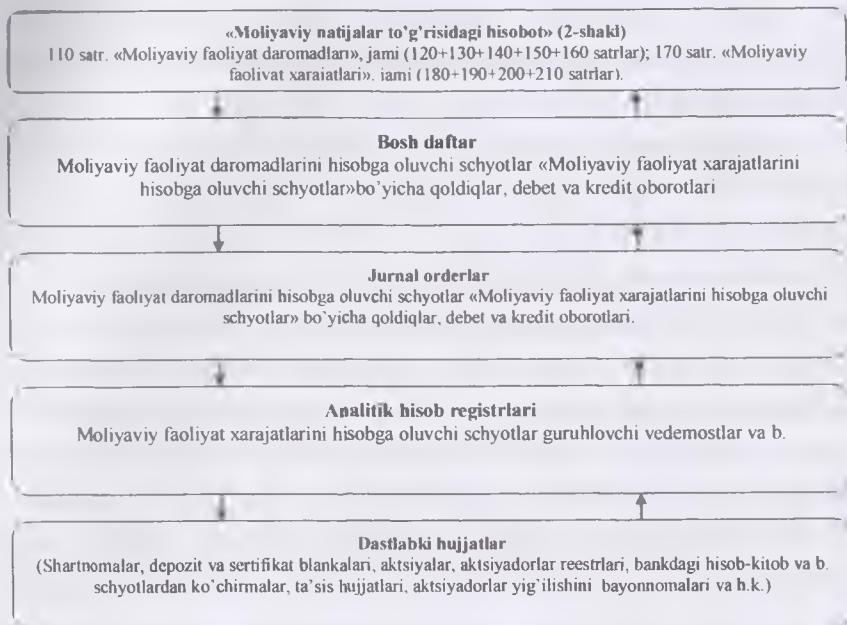 «Moliyaviy natijalar to'g'risidagi hisobot» (2-shakl)
110 satr. «Moliyaviy faoliyat daromadlari», jami (120+130+140+150+160 satrlar); 170 satr. «Moliyaviy
faoliyat xarajatlari». jami (180+190+200+210 satrlar).
Bosh daftar
Moliyaviy faoliyat daromadlarini hisobga oluvchi schyotlar «Moliyaviy faoliyat xarajatlarini
hisobga oluvchi schyotlar»bo'yicha qoldiqlar, debet va kredit oborotlari
Jurnal orderlar
Moliyaviy faoliyat daromadlarini hisobga oluvchi schyotlar «Moliyaviy faoliyat xarajatlarini hisobga oluvchi
schyotlar» bo'yicha qoldiqlar, debet va kredit oborotlari.
Analitik hisob registrlari
Moliyaviy faoliyat xarajatlarini hisobga oluvchi schyotlar guruhlovchi vedemostlar va b.
Dastlabki hujjatlar
(Shartnomalar, depozit va sertifikat blankalari, aktsiyalar, aktsiyadorlar reestrlari, bankdagi hisob-kitob va b.
schyotlardan ko'chirmalar, ta'sis hujjatlari, aktsiyadorlar yig'ilishini bayonnomalari va h.k.)